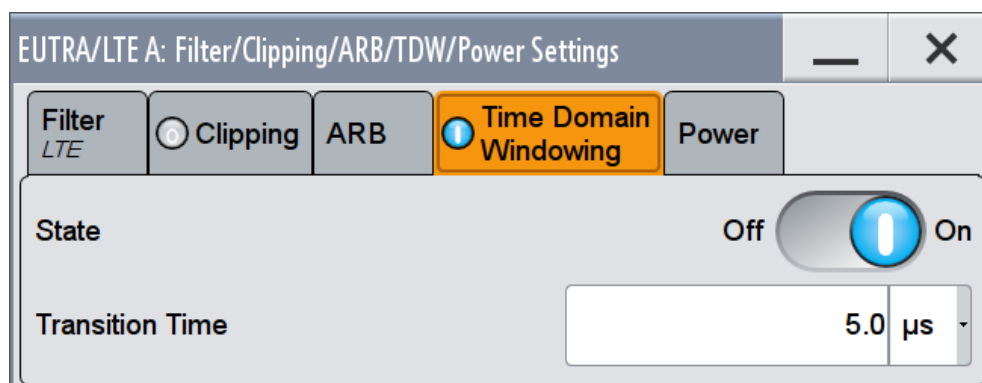 EUTRA/LTE A: Filter/Clipping/ARB/TDW/Power Settings
Filter
LTE
Clipping
ARB
Time Domain
Windowing
Power
State
Off
On
Transition Time
5.0 µs